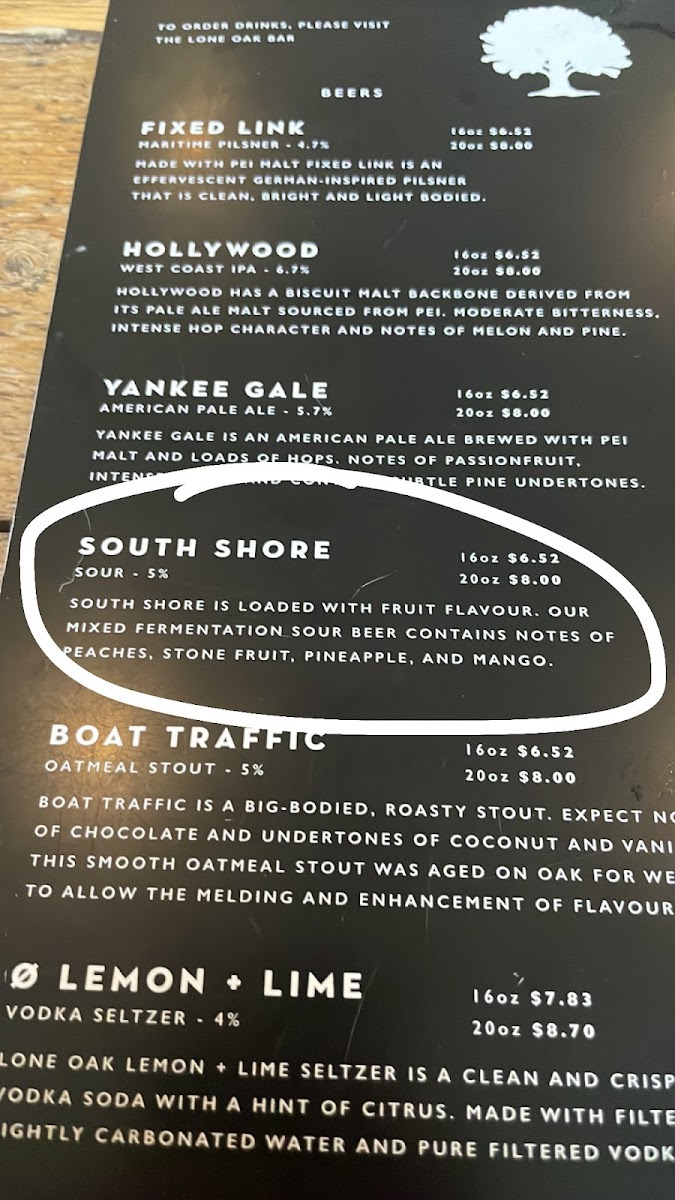 TO ORDER DRINKS, PLEASE VISIT
THE LONE OAK BAR
BEERS
FIXED LINK
MARITIME PILSNER - 4.7%
16oz $6.52
20oz $8.00
MADE WITH PEI MALT FIXED LINK IS AN
EFFERVESCENT GERMAN-INSPIRED PILSNER
THAT IS CLEAN, BRIGHT AND LIGHT BODIED.
HOLLYWOOD
WEST COAST IPA - 6.7%
16oz $6.52
20oz $8.00
HOLLYWOOD HAS A BISCUIT MALT BACKBONE DERIVED FROM
ITS PALE ALE MALT SOURCED FROM PEI. MODERATE BITTERNESS,
INTENSE HOP CHARACTER AND NOTES OF MELON AND PINE.
YANKEE GALE
AMERICAN PALE ALE - 5.7%
16oz $6.52
20oz $8.00
YANKEE GALE IS AN AMERICAN PALE ALE BREWED WITH PEI
MALT AND LOADS OF HOPS. NOTES OF PASSIONFRUIT,
PINE UNDERTONES.
SOUTH SHORE
SOUR - 5%
16oz $6.52
20oz $8.00
SOUTH SHORE IS LOADED WITH FRUIT FLAVOUR. OUR
MIXED FERMENTATION SOUR BEER CONTAINS NOTES OF
PEACHES, STONE FRUIT, PINEAPPLE, AND MANGO.
BOAT TRAFFIC
OATMEAL STOUT - 5%
16oz $6.52
20oz $8.00
BOAT TRAFFIC IS A BIG-BODIED, ROASTY STOUT. EXPECT
OF CHOCOLATE AND UNDERTONES OF COCONUT AND
THIS SMOOTH OATMEAL STOUT WAS AGED ON OAK FOR
TO ALLOW THE MELDING AND ENHANCEMENT OF FLAVOUR
Ø LEMON + LIME
VODKA SELTZER - 4%
16oz $7.83
20oz $8.70
LONE OAK LEMON + LIME SELTZER IS A CLEAN AND CRISP
VODKA SODA WITH A HINT OF CITRUS. MADE WITH
CARBONATED WATER AND PURE FILTERED